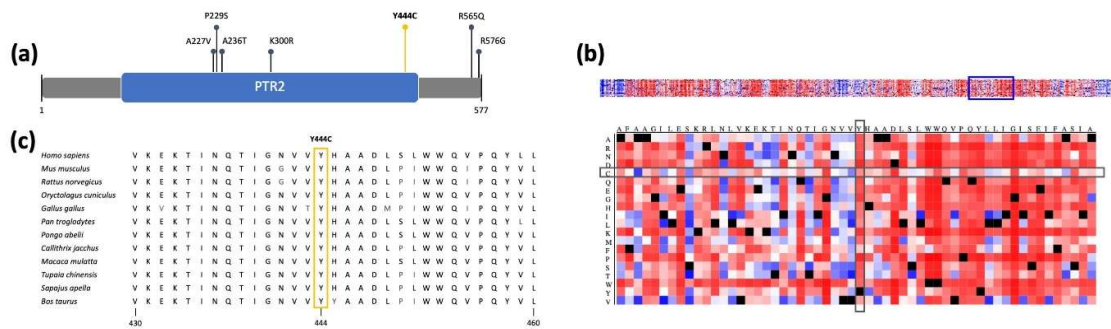 (a)
P229S
Y444C
R565Q
A227V
A236T
K300R
R576G
PTR2
1
577
(b)
A F A A G I L E S K R L N L V K E K T I N Q T I G N V V Y H A A D L S L W W Q V P Q Y L L I G I S E I F A S I A
A
R
N
D
C
Q
E
G
H
I
L
K
M
F
P
S
T
W
Y
V
(c)
Y444C
Homo sapiens V K E K T I N Q T I G N V V Y H A A D L S L W W Q V P Q Y L L
Mus musculus V K E K T I N Q T I G G V V Y H A A D L P I W W Q I P Q Y V L
Rattus norvegicus V K E K T I N Q T I G G V V Y H A A D L P I W W Q I P Q Y V L
Oryctologus cuniculus V K E K T I N Q T I G N V V Y H A A D L P I W W Q V P Q Y V L
Gallus gallus V K V K T I N Q T I G N V T Y H A A D M P I W W Q I P Q Y V L
Pan troglodytes V K E K T I N Q T I G N V V Y H A A D L S L W W Q V P Q Y L L
Pongo abelii V K E K T I N Q T I G N V V Y H A A D L S L W W Q V P Q Y V L
Callithrix jacchus V K E K T I N Q T I G N V V Y H A A D L P L W W Q V P Q Y V L
Macaca mulatta V K E K T I N Q T I G N V V Y H A A D L S L W W Q V P Q Y V L
Tupaia chinensis V K E K T I N Q T I G N V V Y H A A D L P I W W Q V P Q Y V L
Sapajus apella V K E K T I N Q T I G N V V Y H A A D L P L W W Q V P Q Y V L
Bos taurus V K E K T I N Q T I G N V V Y Y A A D L P I W W Q V P Q Y V L
430
444
460